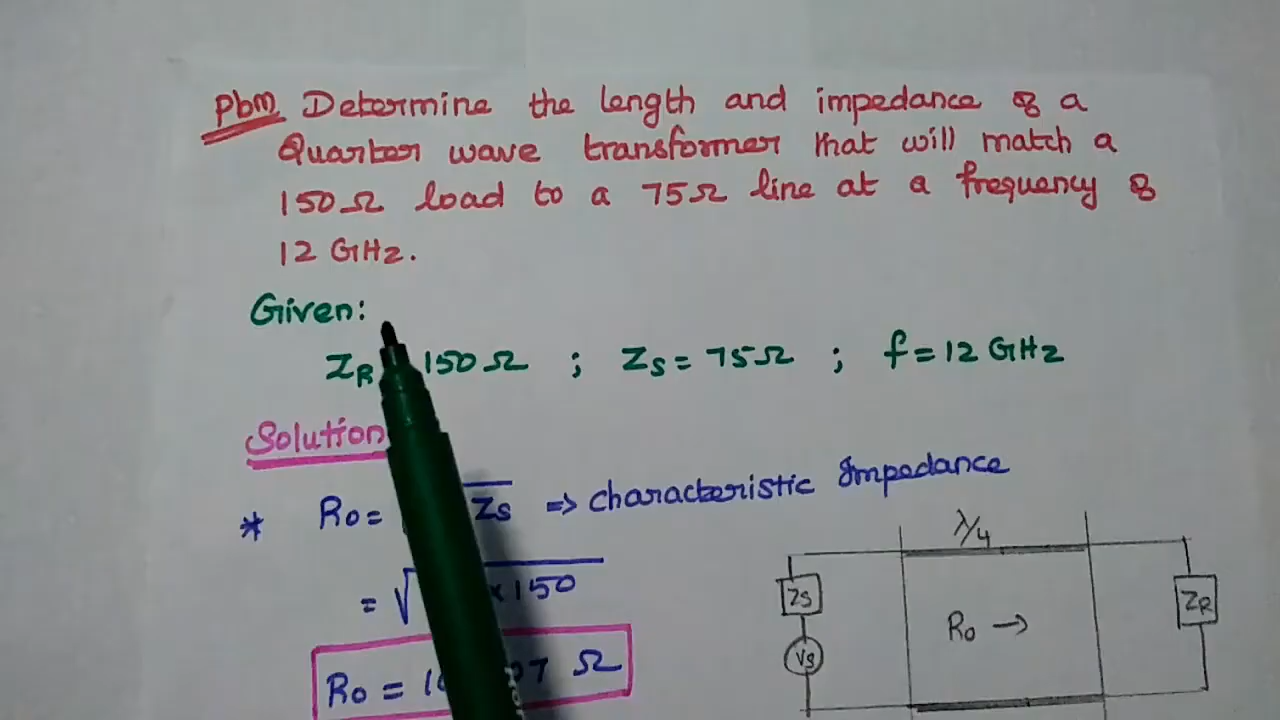 Pbm Determine the length and impedance of a
Quarter wave transformer that will match a
150Ω load to a 75Ω line at a frequency of
12 GHz.
Given:
ZR 150Ω ; ZS = 75Ω ; f = 12 GHz
Solution
* Ro = ZS => characteristic Impedance
= √ ×150
Ro = 1 07 Ω
λ/4
ZS
Ro →
ZR
VS